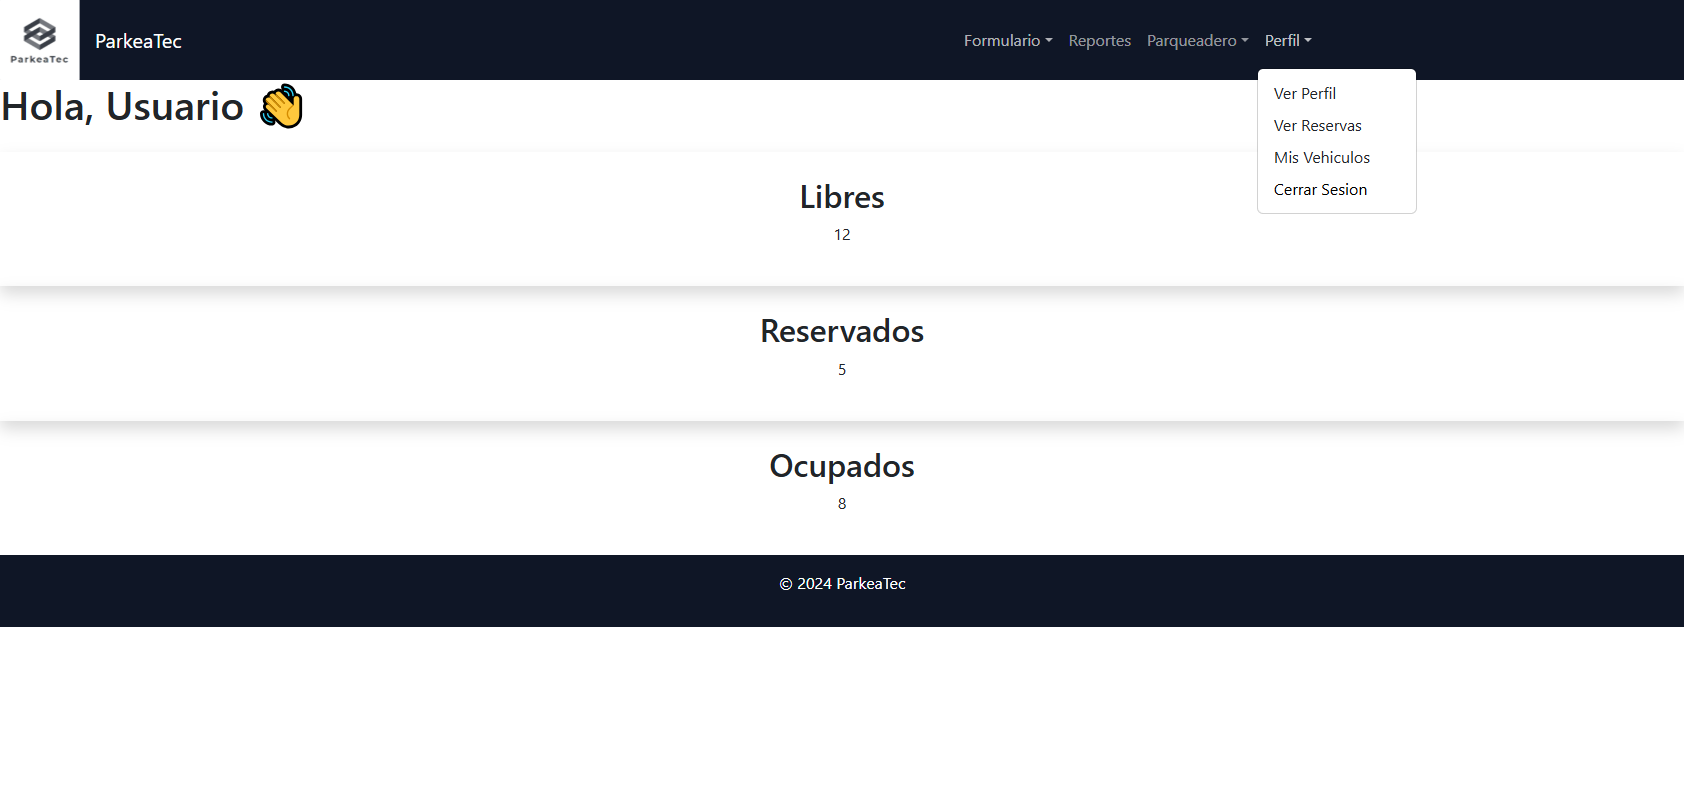 ParkeaTec
ParkeaTec
Formulario Reportes Parqueadero Perfil
Ver Perfil
Ver Reservas
Mis Vehiculos
Cerrar Sesion
Hola, Usuario 👋
Libres
12
Reservados
5
Ocupados
8
© 2024 ParkeaTec